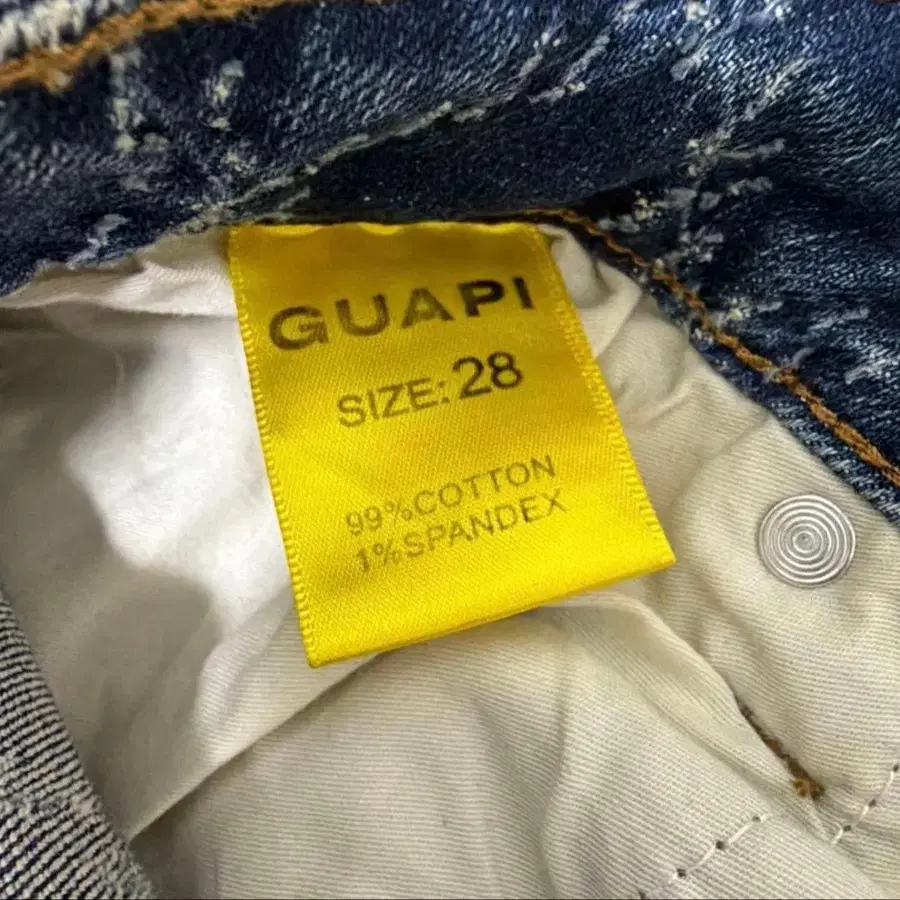 GUAPI
SIZE: 28
99%COTTON
1%SPANDEX